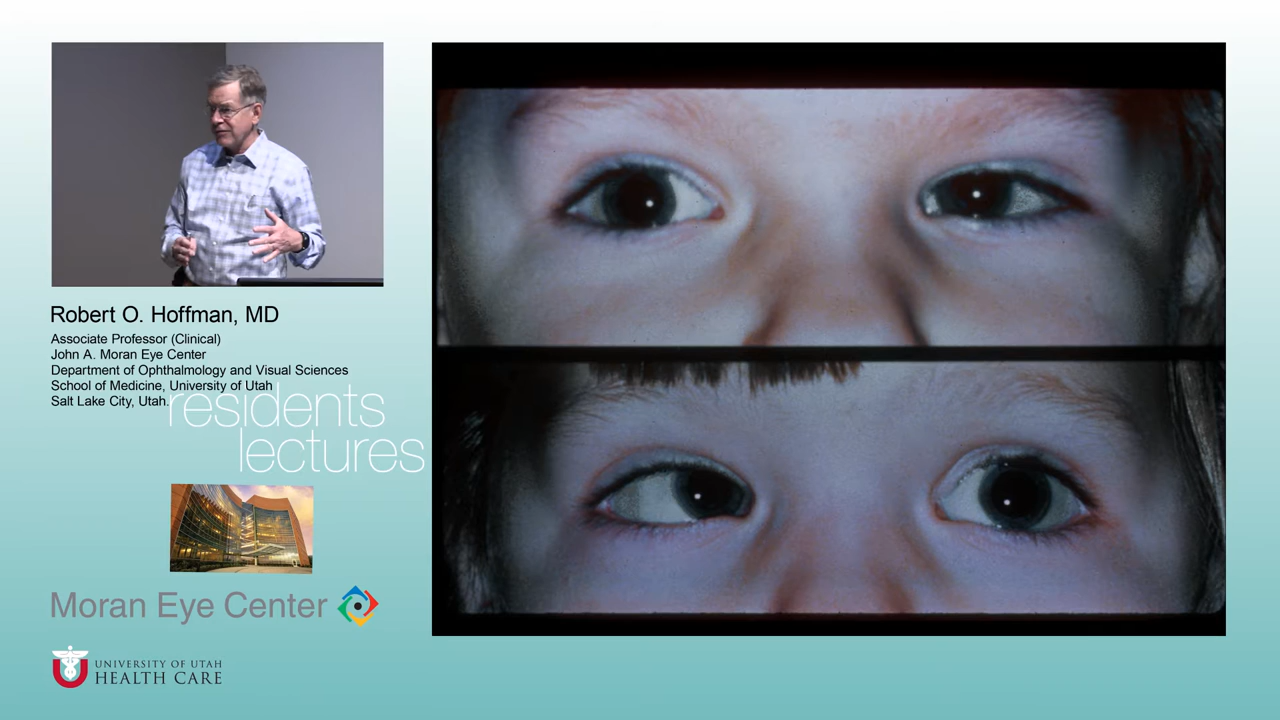 Robert O. Hoffman, MD
Associate Professor (Clinical)
John A. Moran Eye Center
Department of Ophthalmology and Visual Sciences
School of Medicine, University of Utah
Salt Lake City, Utah.
residents
lectures
Moran Eye Center
UNIVERSITY OF UTAH
HEALTH CARE